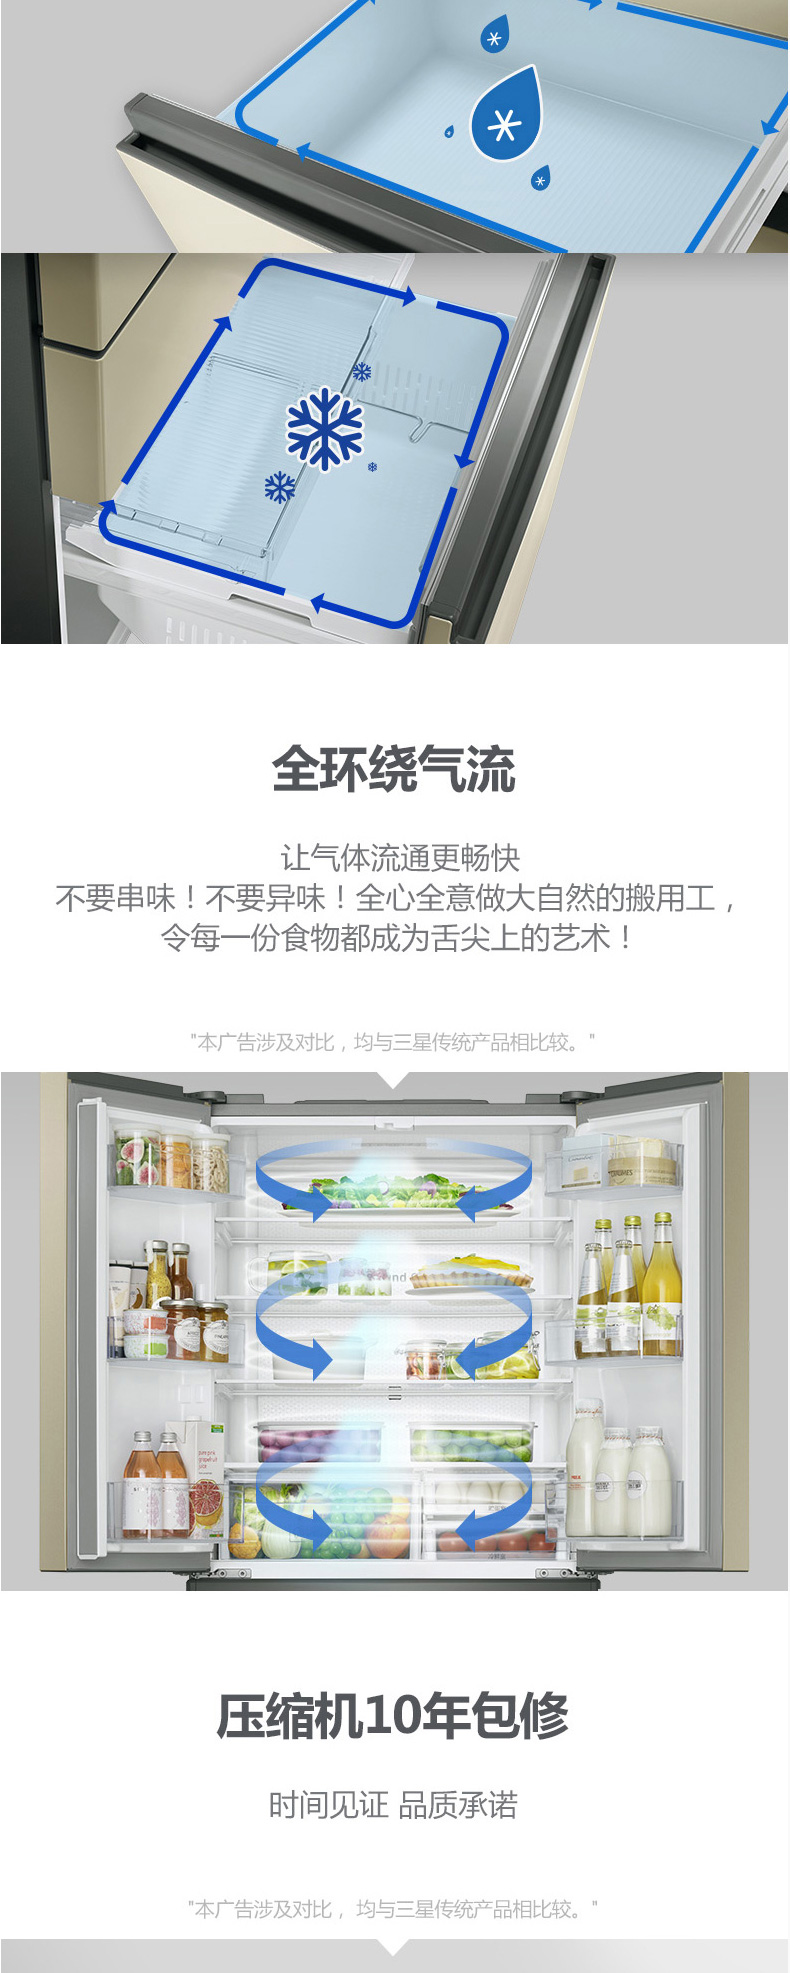 全环绕气流
让气体流通更畅快
不要串味！不要异味！全心全意做大自然的搬用工，
令每一份食物都成为舌尖上的艺术！
"本广告涉及对比，均与三星传统产品相比较。"
压缩机10年包修
时间见证 品质承诺
"本广告涉及对比， 均与三星传统产品相比较。"